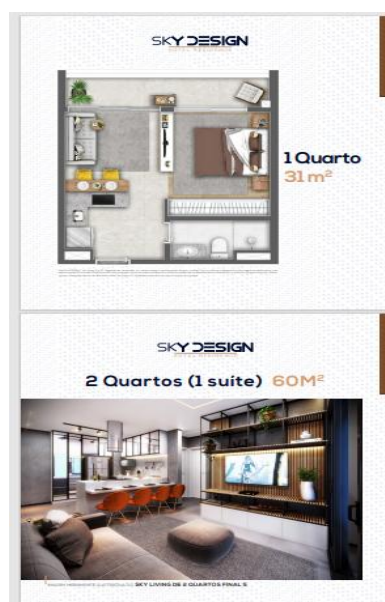 SKY DESIGN
1 Quarto
31 m²
SKY DESIGN
2 Quartos (1 suíte) 60M²
SKY LIVING DE 2 QUARTOS FINAL 5